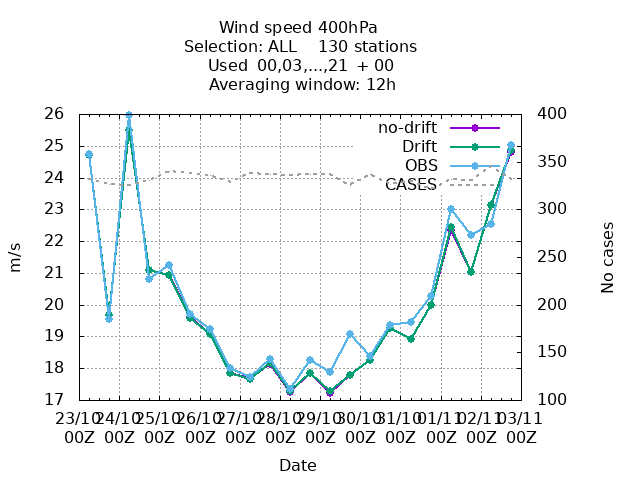 Wind speed 400hPa
Selection: ALL    130 stations
Used  00,03,...,21  + 00
Averaging window: 12h
no-drift
Drift
OBS
CASES
26
25
24
23
22
21
20
19
18
17
400
350
300
250
200
150
100
m/s
No cases
23/10 24/10 25/10 26/10 27/10 28/10 29/10 30/10 31/10 01/11 02/11 03/11
00Z 00Z 00Z 00Z 00Z 00Z 00Z 00Z 00Z 00Z 00Z 00Z
Date